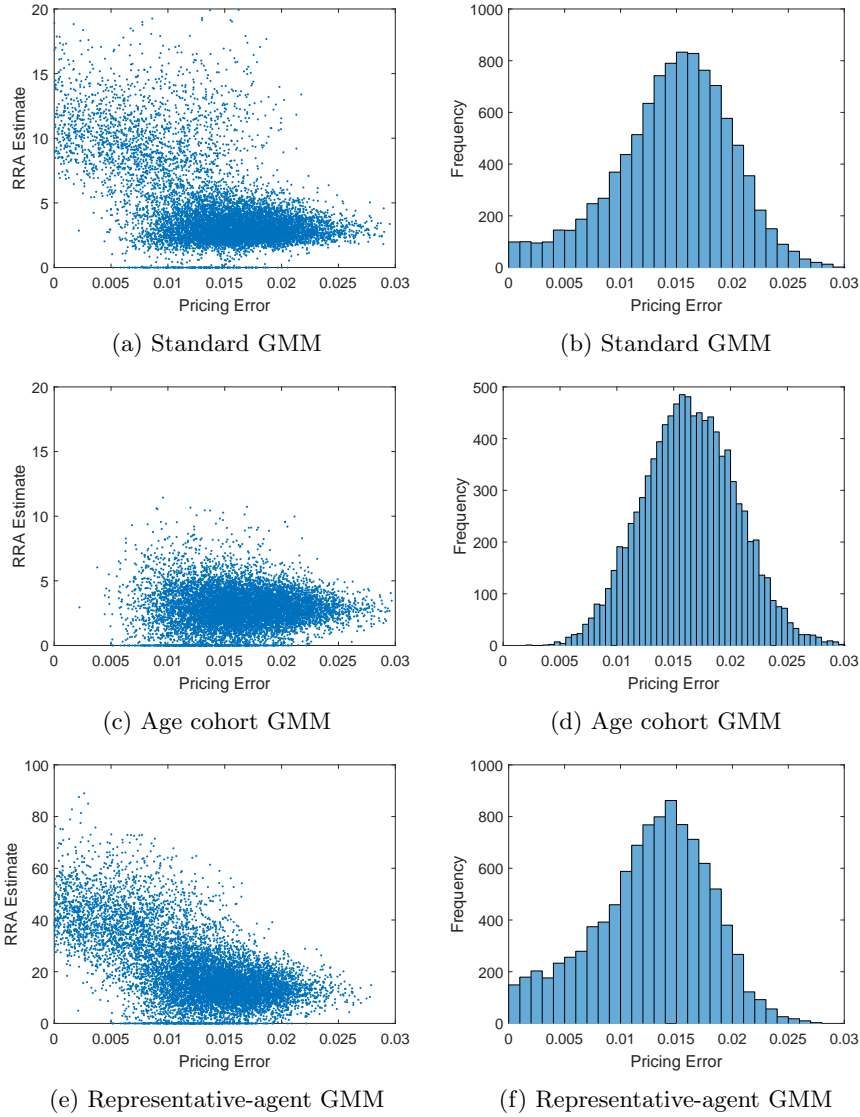 20
15
10
5
0
RRA Estimate
0 0.005 0.01 0.015 0.02 0.025 0.03
Pricing Error
(a) Standard GMM
1000
800
600
400
200
0
Frequency
0 0.005 0.01 0.015 0.02 0.025 0.03
Pricing Error
(b) Standard GMM
20
15
10
5
0
RRA Estimate
0 0.005 0.01 0.015 0.02 0.025 0.03
Pricing Error
(c) Age cohort GMM
500
400
300
200
100
0
Frequency
0 0.005 0.01 0.015 0.02 0.025 0.03
Pricing Error
(d) Age cohort GMM
100
80
60
40
20
0
RRA Estimate
0 0.005 0.01 0.015 0.02 0.025 0.03
Pricing Error
(e) Representative-agent GMM
1000
800
600
400
200
0
Frequency
0 0.005 0.01 0.015 0.02 0.025 0.03
Pricing Error
(f) Representative-agent GMM